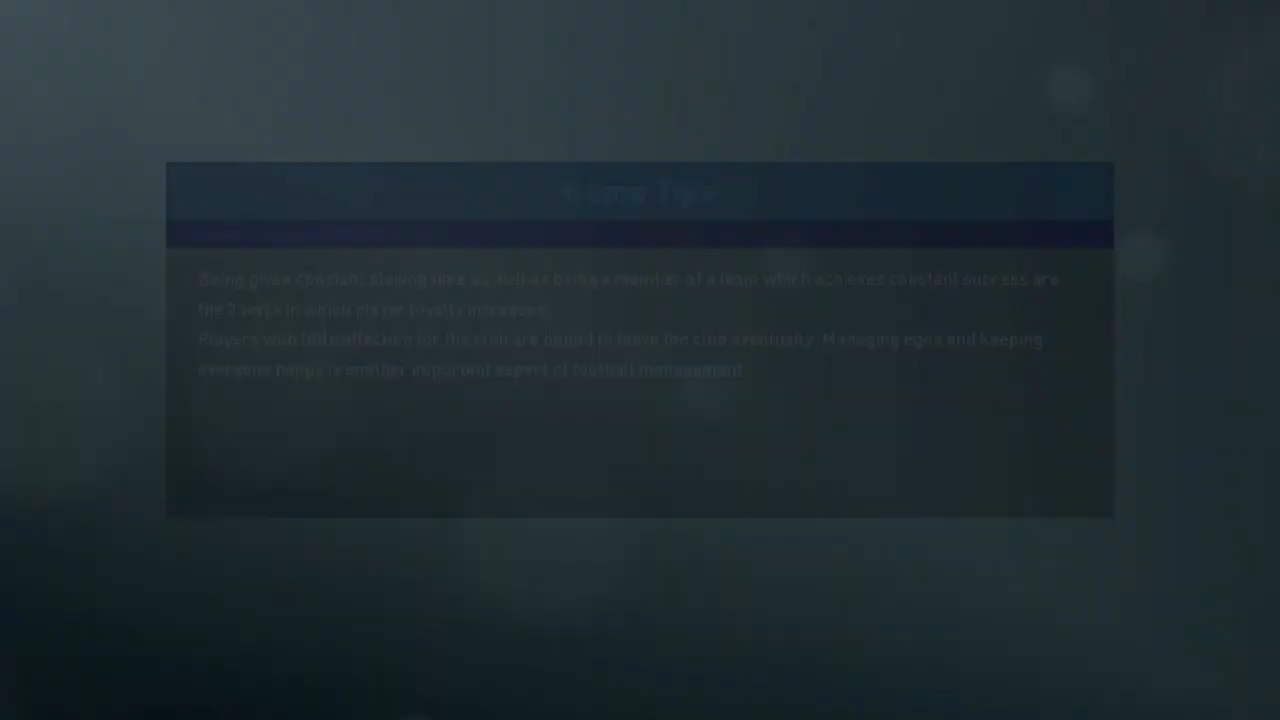 Game Tips
Being given constant playing time as well as being a member of a team which achieves constant success are
the 2 ways in which player loyalty increases.
Players with little affection for the club are bound to leave the club eventually. Managing egos and keeping
everyone happy is another important aspect of football management.